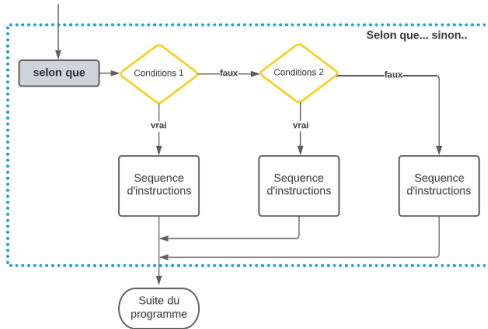 Selon que... sinon..
selon que
Conditions 1
faux
Conditions 2
faux
vrai
vrai
Sequence
d'instructions
Sequence
d'instructions
Sequence
d'instructions
Suite du
programme